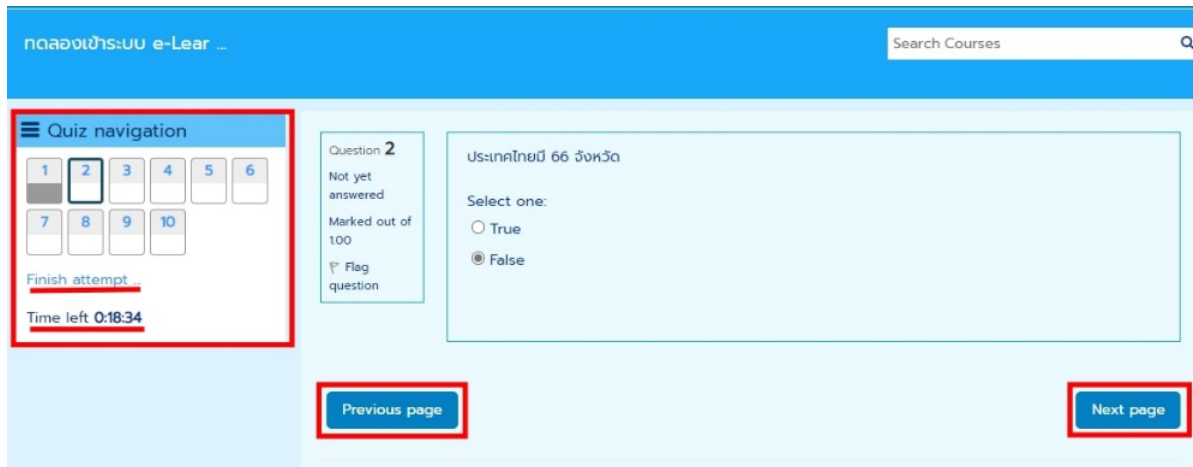 ทดลองเข้าระบบ e-Lear ...
Search Courses
Quiz navigation
1 2 3 4 5 6
7 8 9 10
Finish attempt ...
Time left 0:18:34
Question 2
Not yet
answered
Marked out of
1.00
Flag
question
ประเทศไทยมี 66 จังหวัด
Select one:
True
False
Previous page
Next page